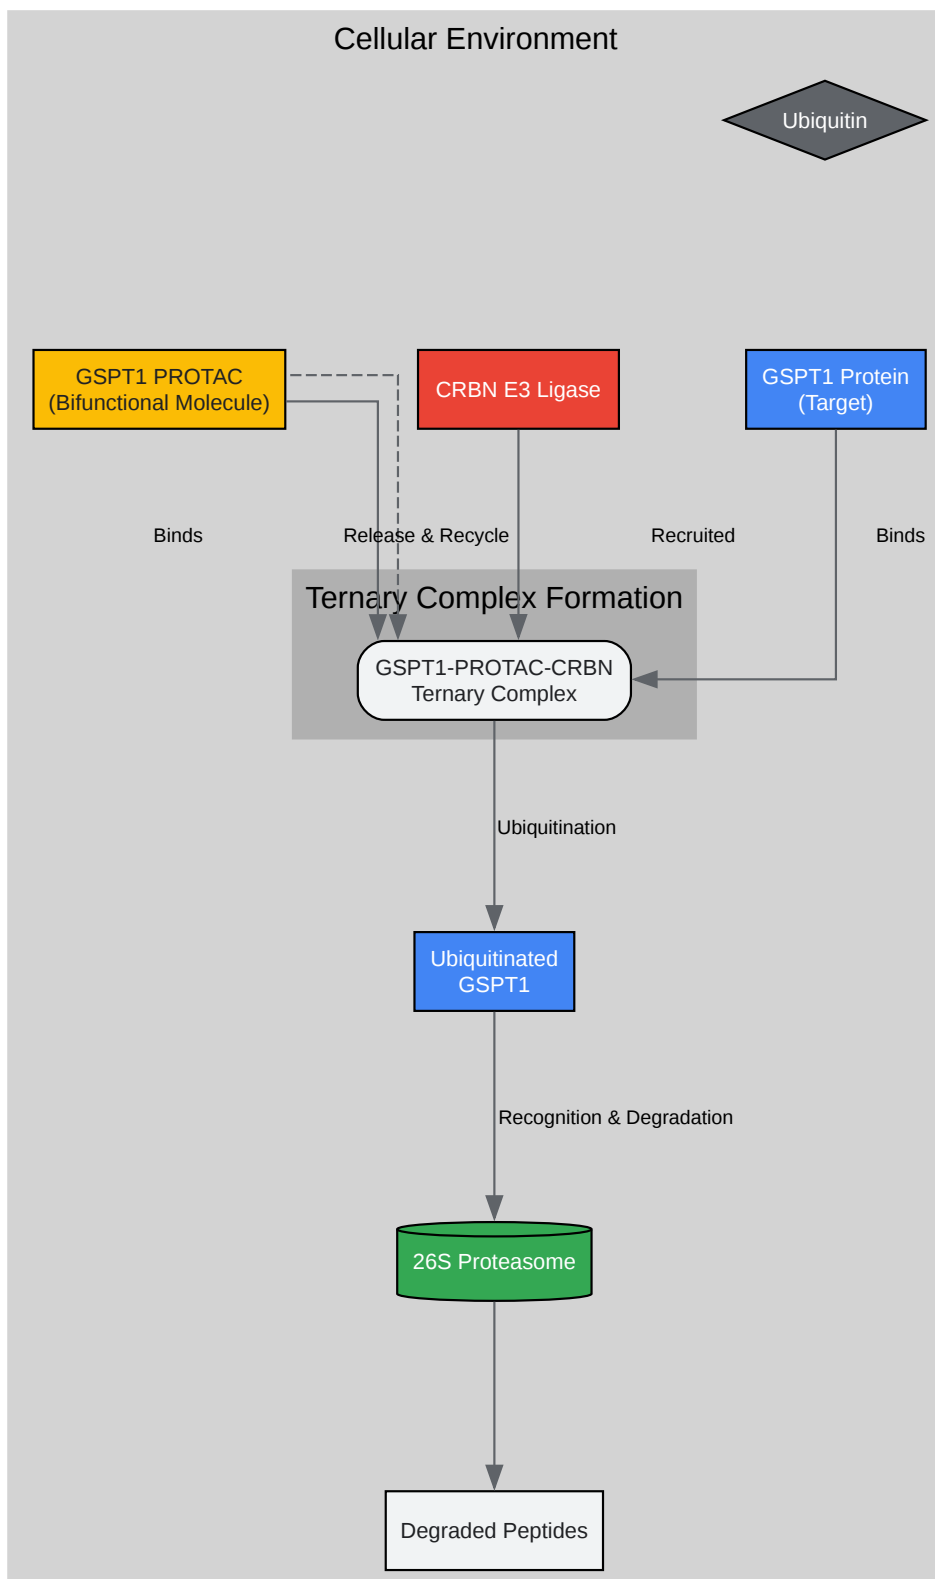 Cellular Environment
Ubiquitin
GSPT1 PROTAC
(Bifunctional Molecule)
CRBN E3 Ligase
GSPT1 Protein
(Target)
Binds
Release & Recycle
Recruited
Binds
Ternary Complex Formation
GSPT1-PROTAC-CRBN
Ternary Complex
Ubiquitination
Ubiquitinated
GSPT1
Recognition & Degradation
26S Proteasome
Degraded Peptides